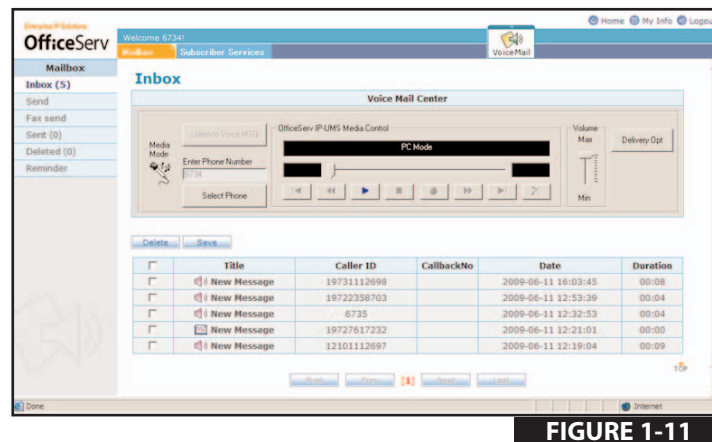 Enterprise IP Solutions
OfficeServ
Home My Info Logou
Welcome 6734!
Mailbox Subscriber Services VoiceMail
Mailbox
Inbox (5)
Send
Fax send
Sent (0)
Deleted (0)
Reminder
Inbox
Voice Mail Center
Media Mode
Listen to Voice MSG
Enter Phone Number
6734
Select Phone
OfficeServ IP-UMS Media Control
PC Mode
Volume
Max
Min
Delivery Opt
Delete Save
Title Caller ID CallbackNo Date Duration
New Message 19731112698 2009-06-11 16:03:45 00:08
New Message 19722358703 2009-06-11 12:53:39 00:04
New Message 6735 2009-06-11 12:32:53 00:04
New Message 19727617232 2009-06-11 12:21:01 00:00
New Message 12101112697 2009-06-11 12:19:04 00:09
TOP
First Prev [1] Next Last
Done Internet
FIGURE 1-11